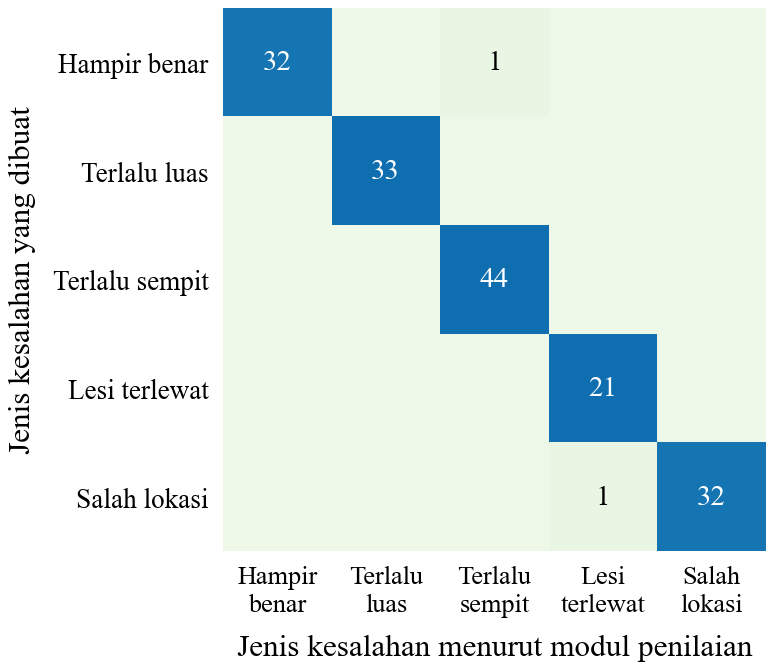 Jenis kesalahan yang dibuat
Hampir benar
32
1
Terlalu luas
33
Terlalu sempit
44
Lesi terlewat
21
Salah lokasi
1
32
Hampir
benar
Terlalu
luas
Terlalu
sempit
Lesi
terlewat
Salah
lokasi
Jenis kesalahan menurut modul penilaian